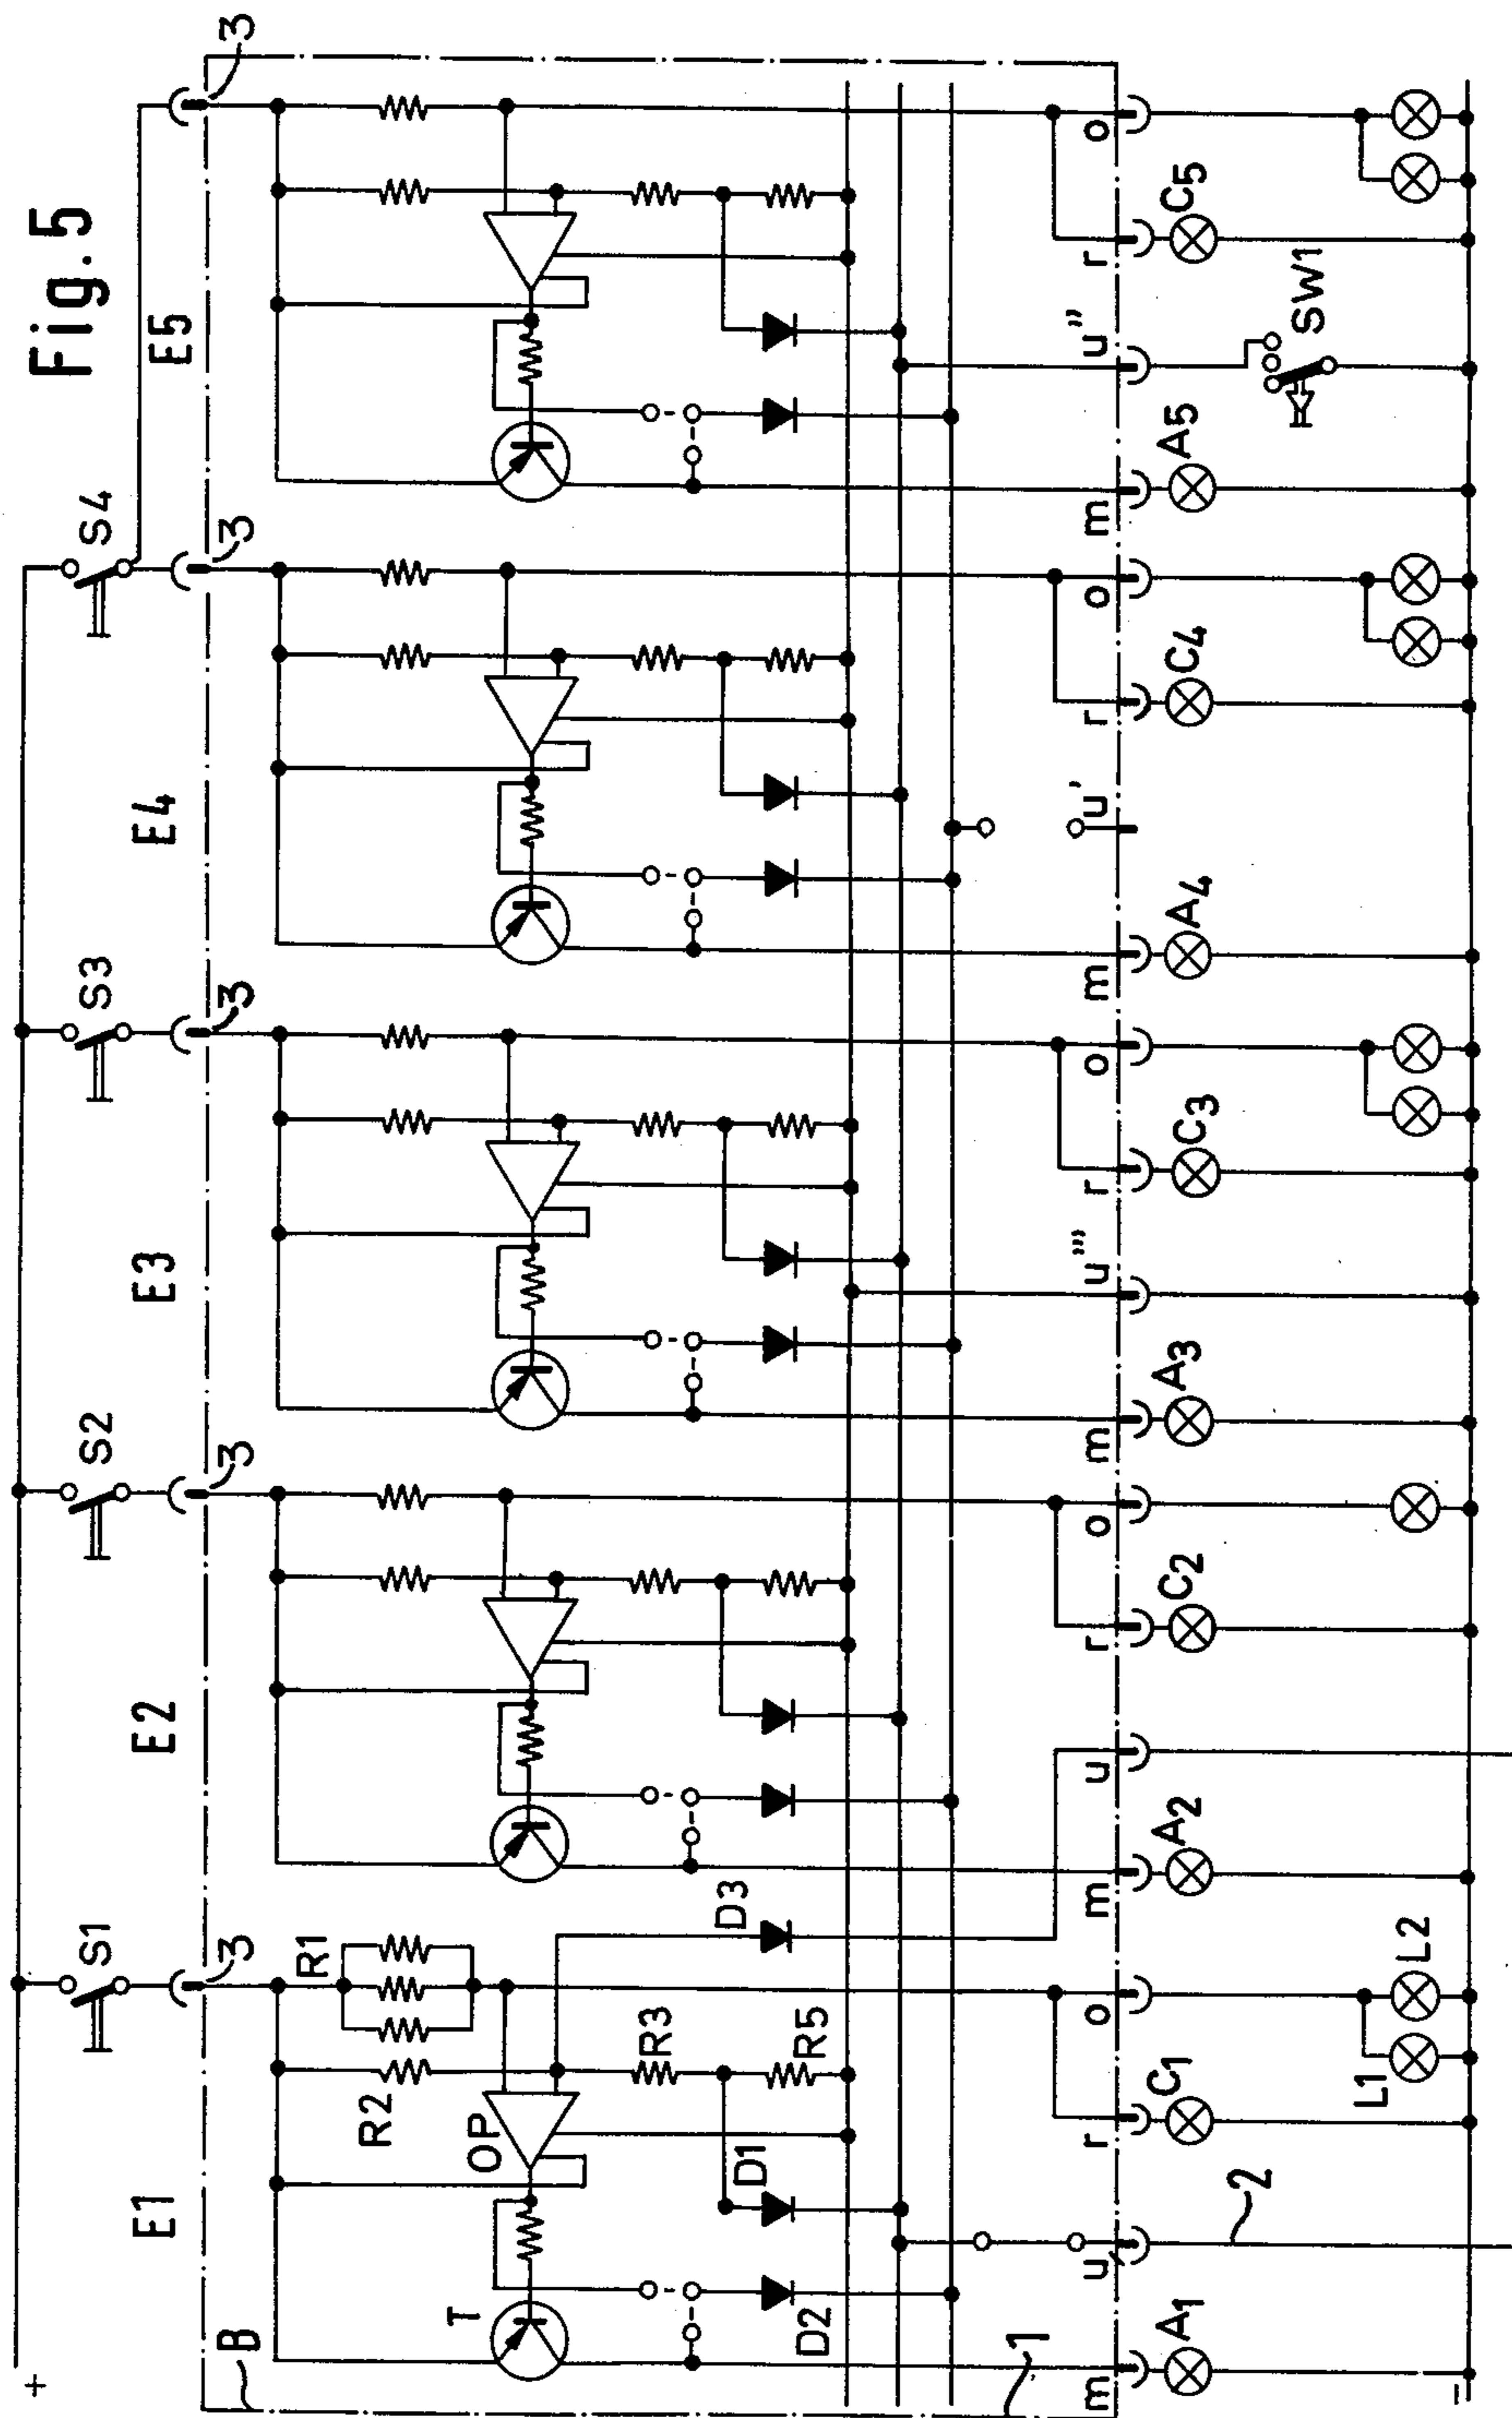 Fig. 5
+ S1 S2 S3 S4
3 3 3 3 3
E1 E2 E3 E4 E5
B
R1
R2
T OP R3
D1 R5
D2 D3
1
m u' r o m u r o m u''' r o m u' r o m u'' r o
A1 2 C1 A2 C2 A3 C3 A4 C4 A5 C5
L1 L2 SW1
-